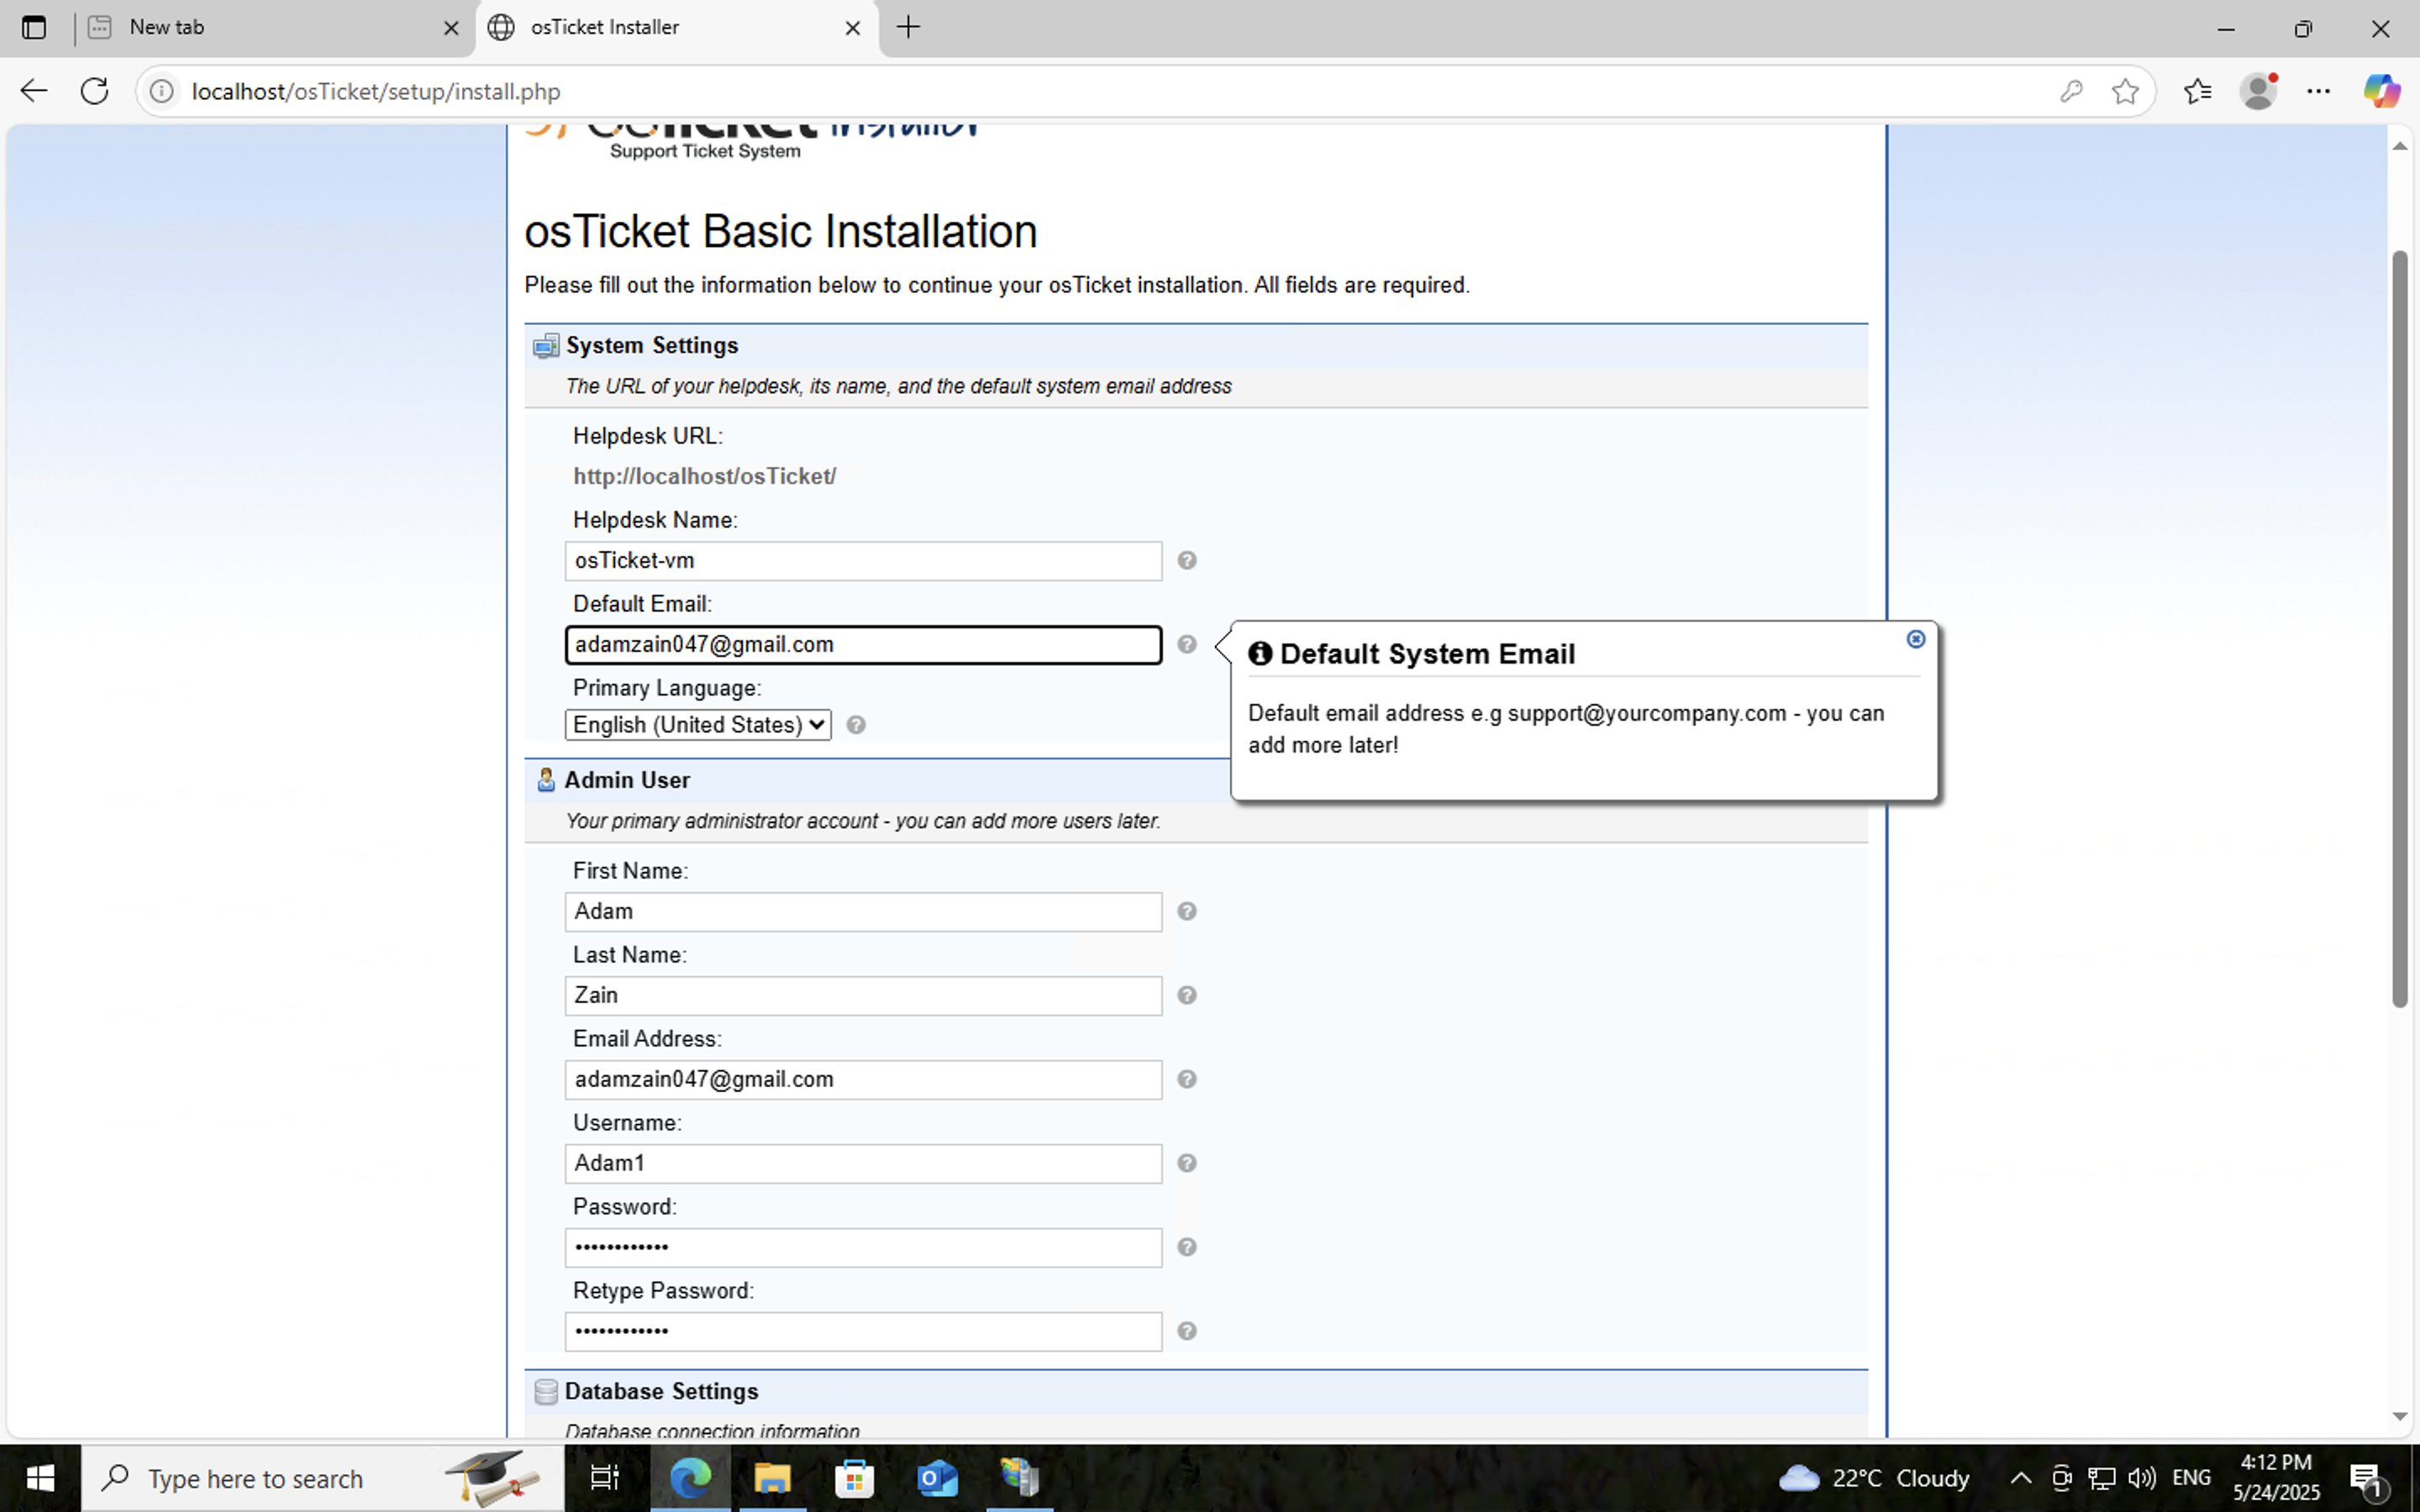 New tab
osTicket Installer
localhost/osTicket/setup/install.php
osTicket Installer
Support Ticket System
osTicket Basic Installation
Please fill out the information below to continue your osTicket installation. All fields are required.
System Settings
The URL of your helpdesk, its name, and the default system email address
Helpdesk URL:
http://localhost/osTicket/
Helpdesk Name:
osTicket-vm
Default Email:
adamzain047@gmail.com
Default System Email
Default email address e.g support@yourcompany.com - you can
add more later!
Primary Language:
English (United States)
Admin User
Your primary administrator account - you can add more users later.
First Name:
Adam
Last Name:
Zain
Email Address:
adamzain047@gmail.com
Username:
Adam1
Password:
••••••••••••
Retype Password:
••••••••••••
Database Settings
Database connection information
Type here to search
22°C Cloudy
ENG
4:12 PM
5/24/2025
1